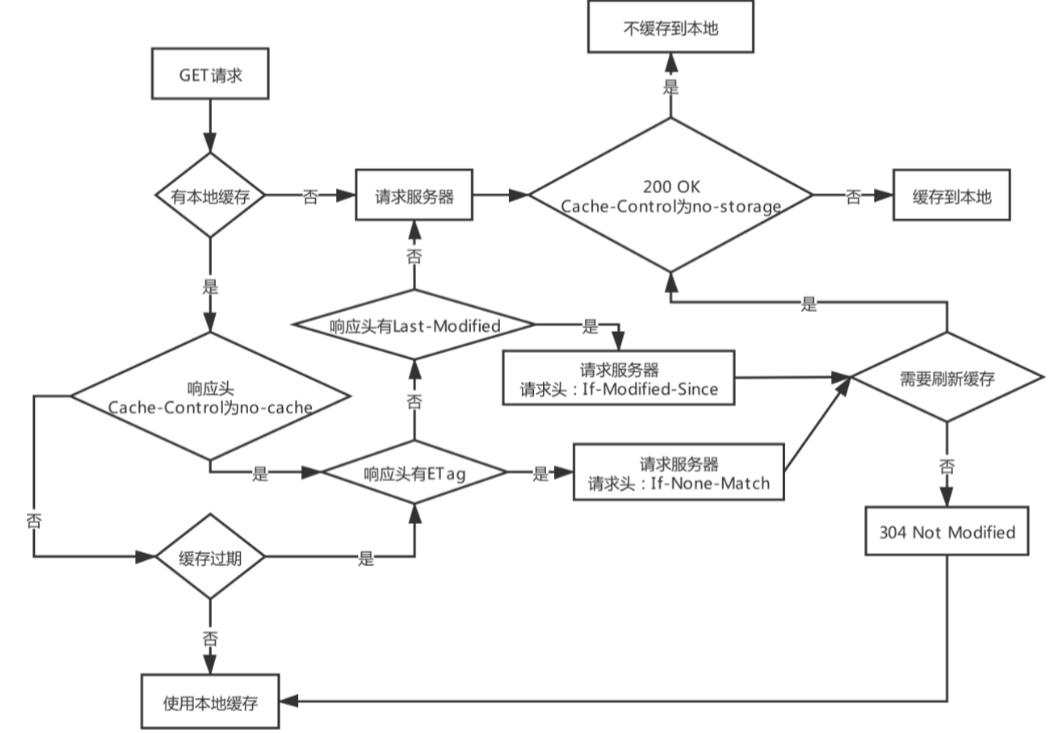 不缓存到本地
GET请求
是
200 OK
Cache-Control为no-storage
有本地缓存
否
请求服务器
否
缓存到本地
是
否
是
响应头有Last-Modified
是
请求服务器
请求头：If-Modified-Since
需要刷新缓存
响应头
Cache-Control为no-cache
否
是
响应头有ETag
是
请求服务器
请求头：If-None-Match
否
否
304 Not Modified
缓存过期
是
否
使用本地缓存